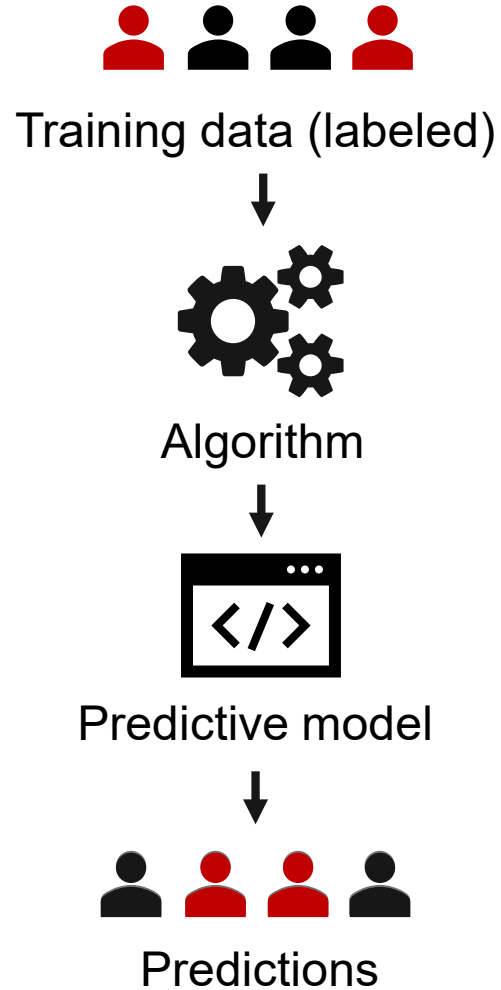 Training data (labeled)
Algorithm
</>
Predictive model
Predictions